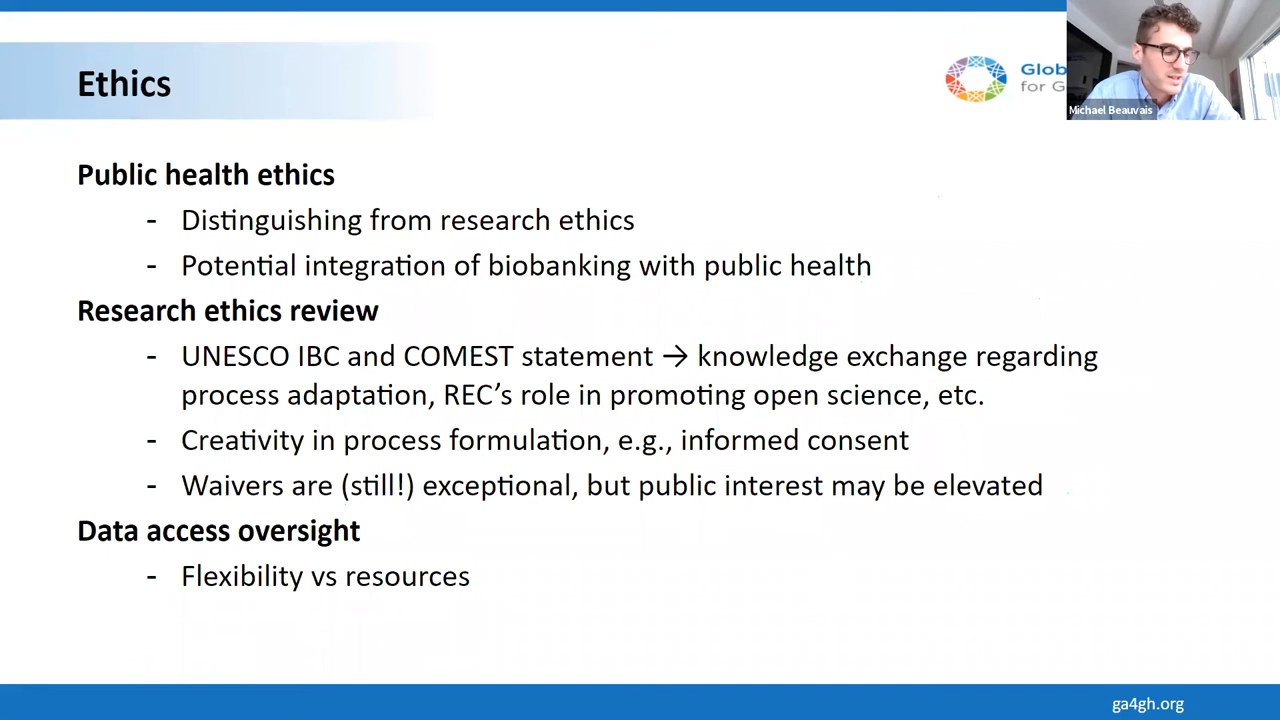 Ethics
Glob
for G
Michael Beauvais
Public health ethics
- Distinguishing from research ethics
- Potential integration of biobanking with public health
Research ethics review
- UNESCO IBC and COMEST statement → knowledge exchange regarding
process adaptation, REC’s role in promoting open science, etc.
- Creativity in process formulation, e.g., informed consent
- Waivers are (still!) exceptional, but public interest may be elevated
Data access oversight
- Flexibility vs resources
ga4gh.org